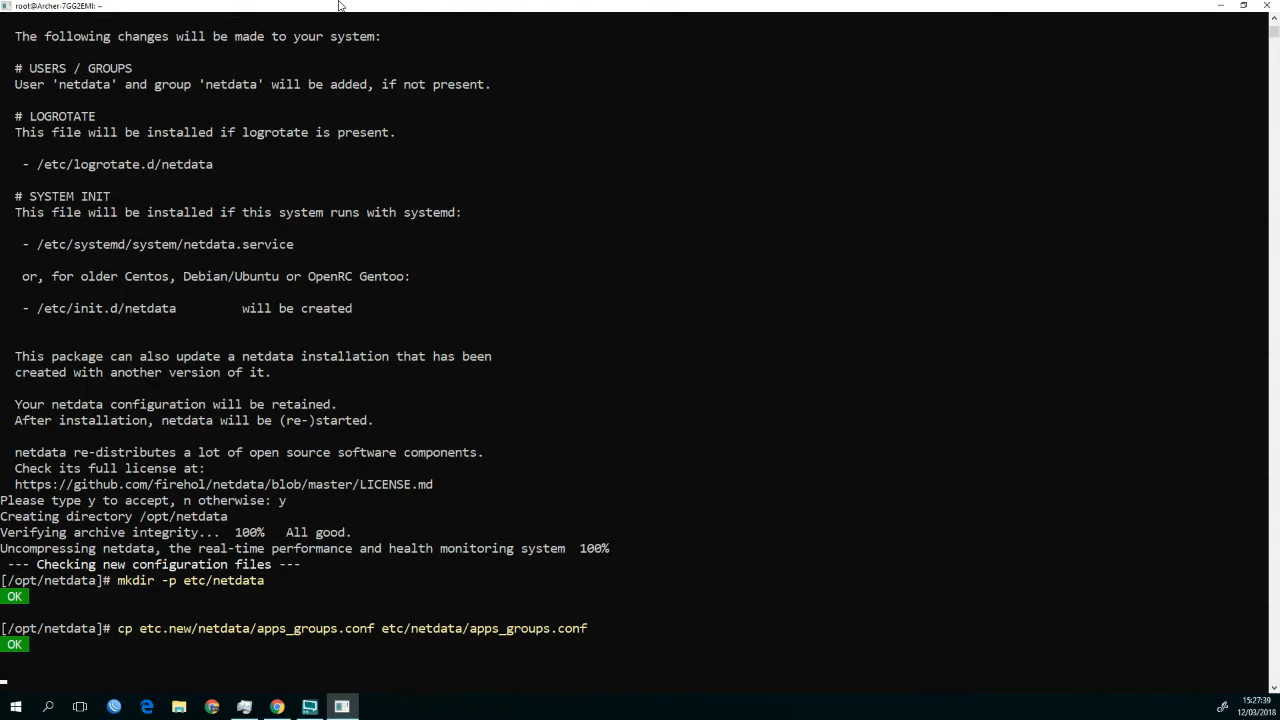 root@Archer-7GG2EMI: ~
The following changes will be made to your system:
# USERS / GROUPS
User 'netdata' and group 'netdata' will be added, if not present.
# LOGROTATE
This file will be installed if logrotate is present.
- /etc/logrotate.d/netdata
# SYSTEM INIT
This file will be installed if this system runs with systemd:
- /etc/systemd/system/netdata.service
or, for older Centos, Debian/Ubuntu or OpenRC Gentoo:
- /etc/init.d/netdata will be created
This package can also update a netdata installation that has been
created with another version of it.
Your netdata configuration will be retained.
After installation, netdata will be (re-)started.
netdata re-distributes a lot of open source software components.
Check its full license at:
https://github.com/firehol/netdata/blob/master/LICENSE.md
Please type y to accept, n otherwise: y
Creating directory /opt/netdata
Verifying archive integrity... 100% All good.
Uncompressing netdata, the real-time performance and health monitoring system 100%
--- Checking new configuration files ---
[/opt/netdata]# mkdir -p etc/netdata
OK
[/opt/netdata]# cp etc.new/netdata/apps_groups.conf etc/netdata/apps_groups.conf
OK
15:27:39
12/03/2018